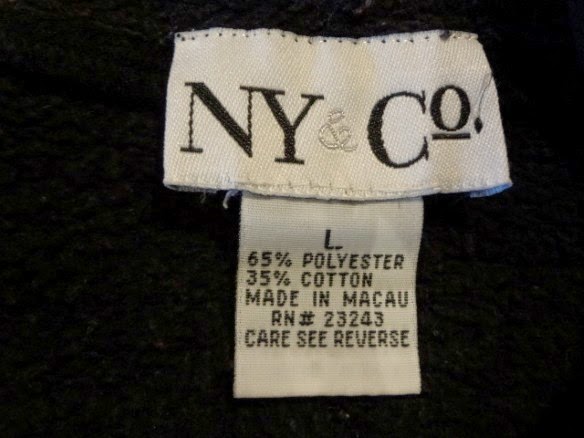 NY & Co.
L
65% POLYESTER
35% COTTON
MADE IN MACAU
RN# 23243
CARE SEE REVERSE